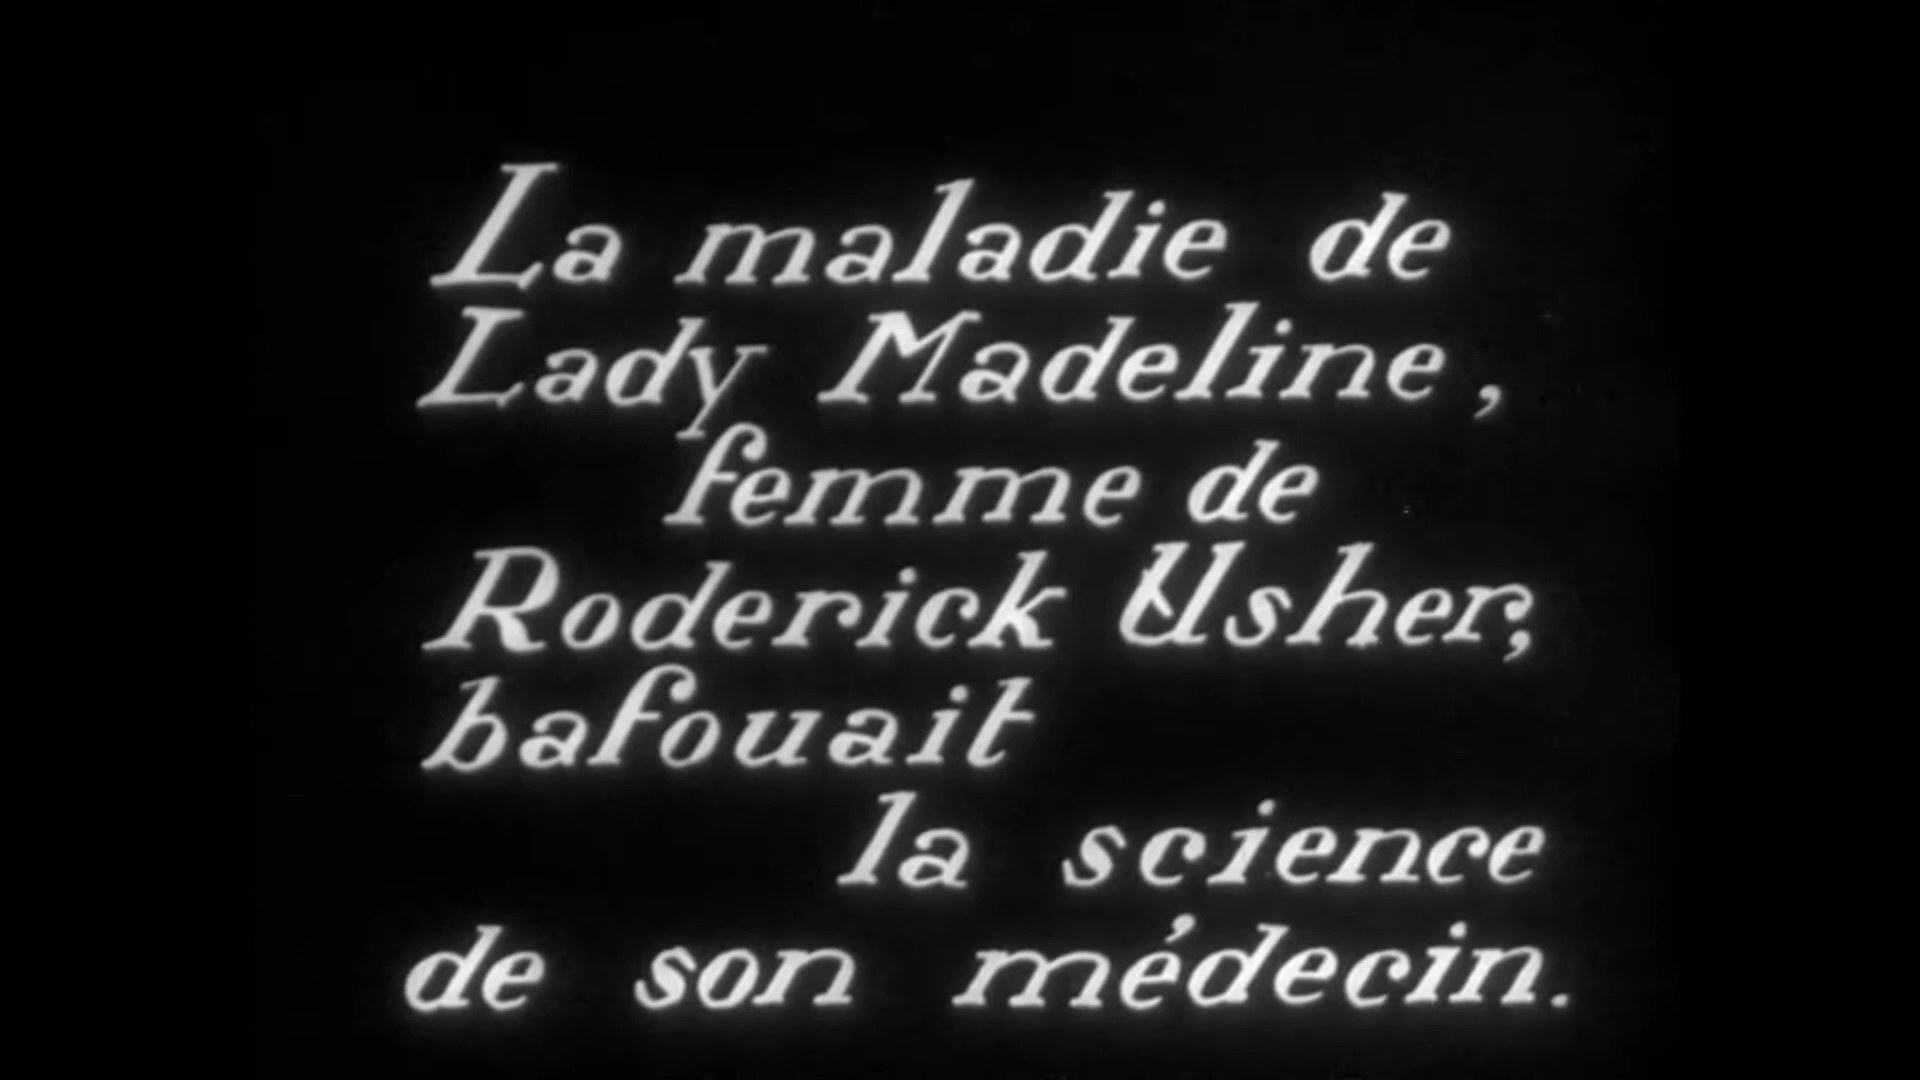 La maladie de
Lady Madeline,
femme de
Roderick Usher,
bafouait
la science
de son médecin.